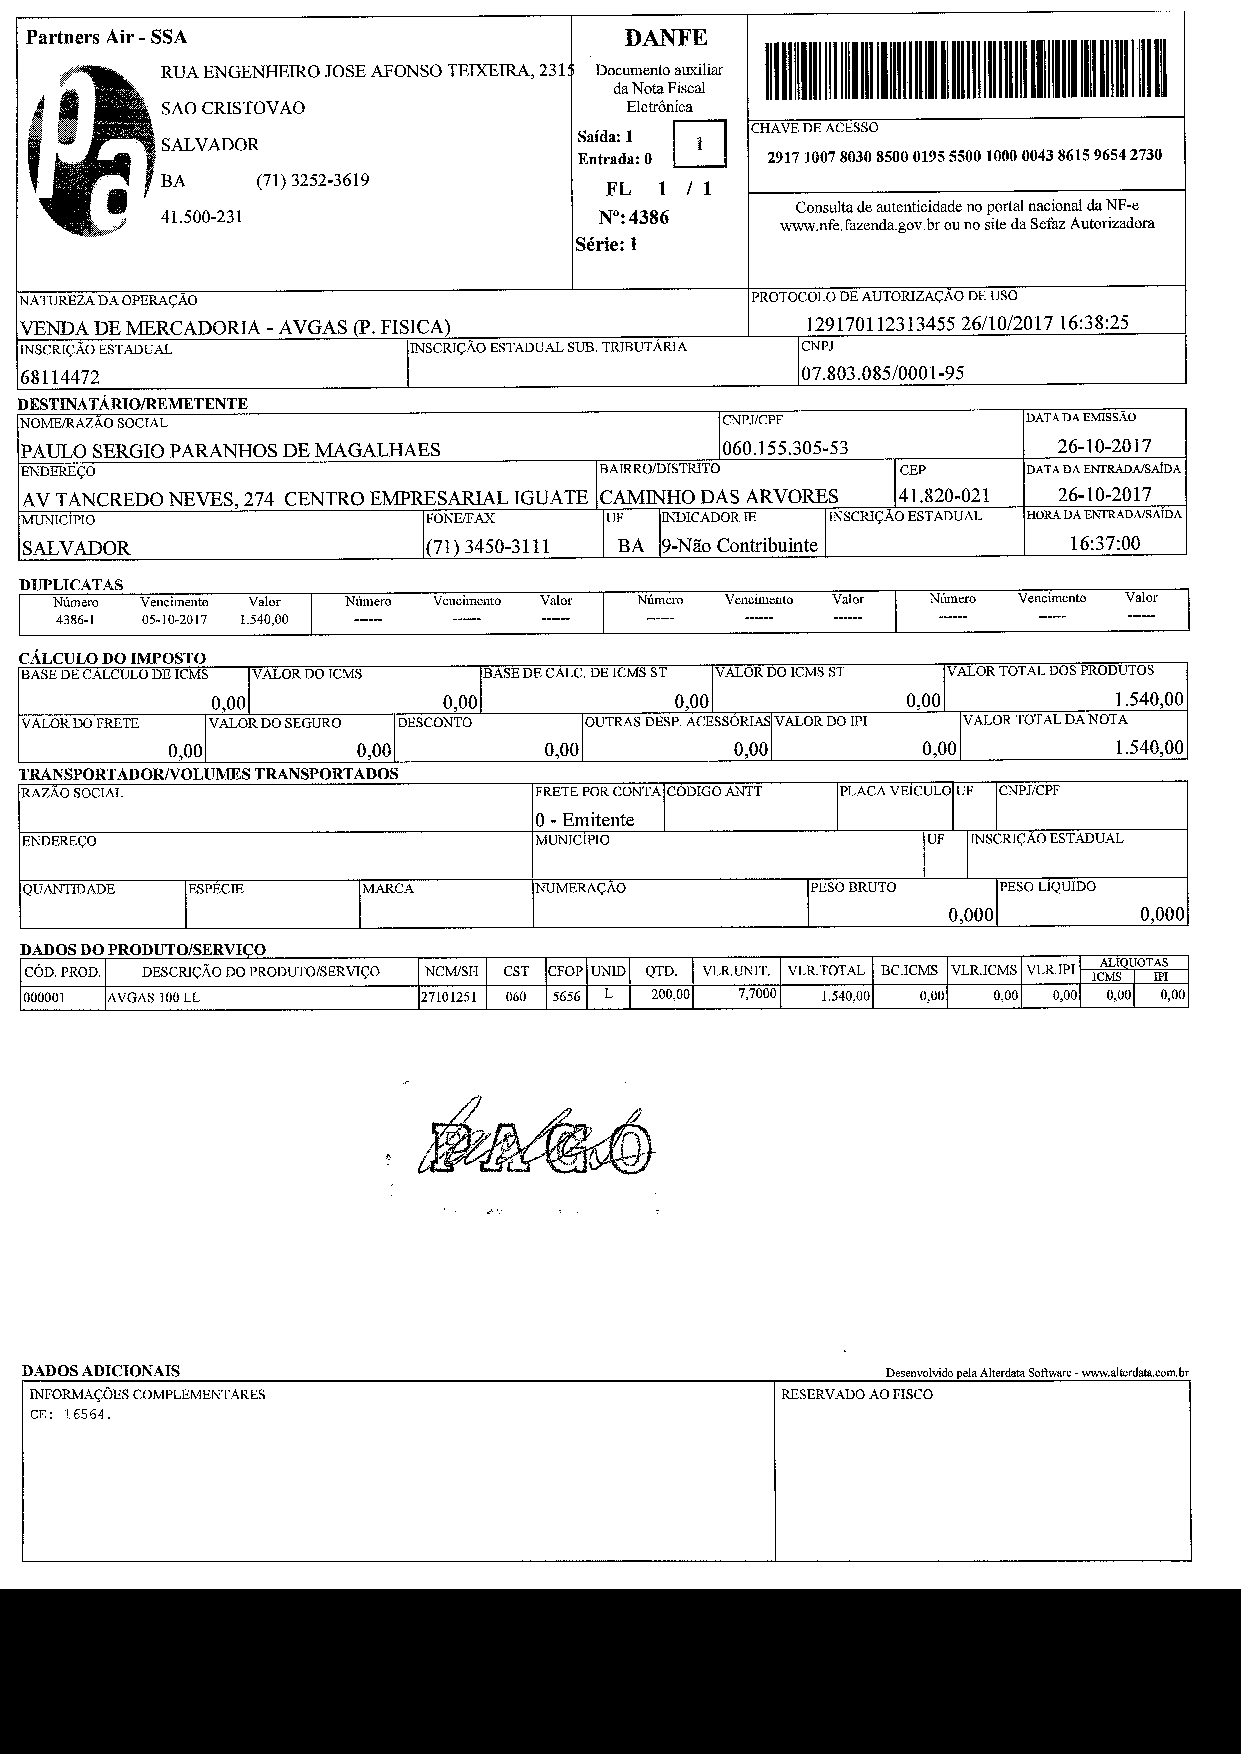 Partners Air - SSA
pa
RUA ENGENHEIRO JOSE AFONSO TEIXEIRA, 2315
SAO CRISTOVAO
SALVADOR
BA (71) 3252-3619
41.500-231
DANFE
Documento auxiliar
da Nota Fiscal
Eletrônica
Saída: 1
Entrada: 0
1
FL 1 / 1
Nº: 4386
Série: 1
CHAVE DE ACESSO
2917 1007 8030 8500 0195 5500 1000 0043 8615 9654 2730
Consulta de autenticidade no portal nacional da NF-e
www.nfe.fazenda.gov.br ou no site da Sefaz Autorizadora
NATUREZA DA OPERAÇÃO PROTOCOLO DE AUTORIZAÇÃO DE USO
VENDA DE MERCADORIA - AVGAS (P. FISICA) 129170112313455 26/10/2017 16:38:25
INSCRIÇÃO ESTADUAL INSCRIÇÃO ESTADUAL SUB. TRIBUTÁRIA CNPJ
68114472 07.803.085/0001-95
DESTINATÁRIO/REMETENTE
NOME/RAZÃO SOCIAL CNPJ/CPF DATA DA EMISSÃO
PAULO SERGIO PARANHOS DE MAGALHAES 060.155.305-53 26-10-2017
ENDEREÇO BAIRRO/DISTRITO CEP DATA DA ENTRADA/SAÍDA
AV TANCREDO NEVES, 274 CENTRO EMPRESARIAL IGUATE CAMINHO DAS ARVORES 41.820-021 26-10-2017
MUNICÍPIO FONE/FAX UF INDICADOR IE INSCRIÇÃO ESTADUAL HORA DA ENTRADA/SAÍDA
SALVADOR (71) 3450-3111 BA 9-Não Contribuinte 16:37:00
DUPLICATAS
Número Vencimento Valor Número Vencimento Valor Número Vencimento Valor Número Vencimento Valor
4386-1 05-10-2017 1.540,00 ----- ----- ----- ----- ----- ----- ----- ----- -----
CÁLCULO DO IMPOSTO
BASE DE CÁLCULO DE ICMS VALOR DO ICMS BASE DE CALC. DE ICMS ST VALOR DO ICMS ST VALOR TOTAL DOS PRODUTOS
0,00 0,00 0,00 0,00 1.540,00
VALOR DO FRETE VALOR DO SEGURO DESCONTO OUTRAS DESP. ACESSÓRIAS VALOR DO IPI VALOR TOTAL DA NOTA
0,00 0,00 0,00 0,00 0,00 1.540,00
TRANSPORTADOR/VOLUMES TRANSPORTADOS
RAZÃO SOCIAL FRETE POR CONTA CÓDIGO ANTT PLACA VEÍCULO UF CNPJ/CPF
0 - Emitente
ENDEREÇO MUNICÍPIO UF INSCRIÇÃO ESTADUAL
QUANTIDADE ESPÉCIE MARCA NUMERAÇÃO PESO BRUTO PESO LÍQUIDO
0,000 0,000
DADOS DO PRODUTO/SERVIÇO
CÓD. PROD. DESCRIÇÃO DO PRODUTO/SERVIÇO NCM/SH CST CFOP UNID QTD. VLR.UNIT. VLR.TOTAL BC.ICMS VLR.ICMS VLR.IPI ALÍQUOTAS
ICMS IPI
000001 AVGAS 100 LL 27101251 060 5656 L 200,00 7,7000 1.540,00 0,00 0,00 0,00 0,00 0,00
PAGO
DADOS ADICIONAIS Desenvolvido pela Alterdata Software - www.alterdata.com.br
INFORMAÇÕES COMPLEMENTARES RESERVADO AO FISCO
CF: 16564.